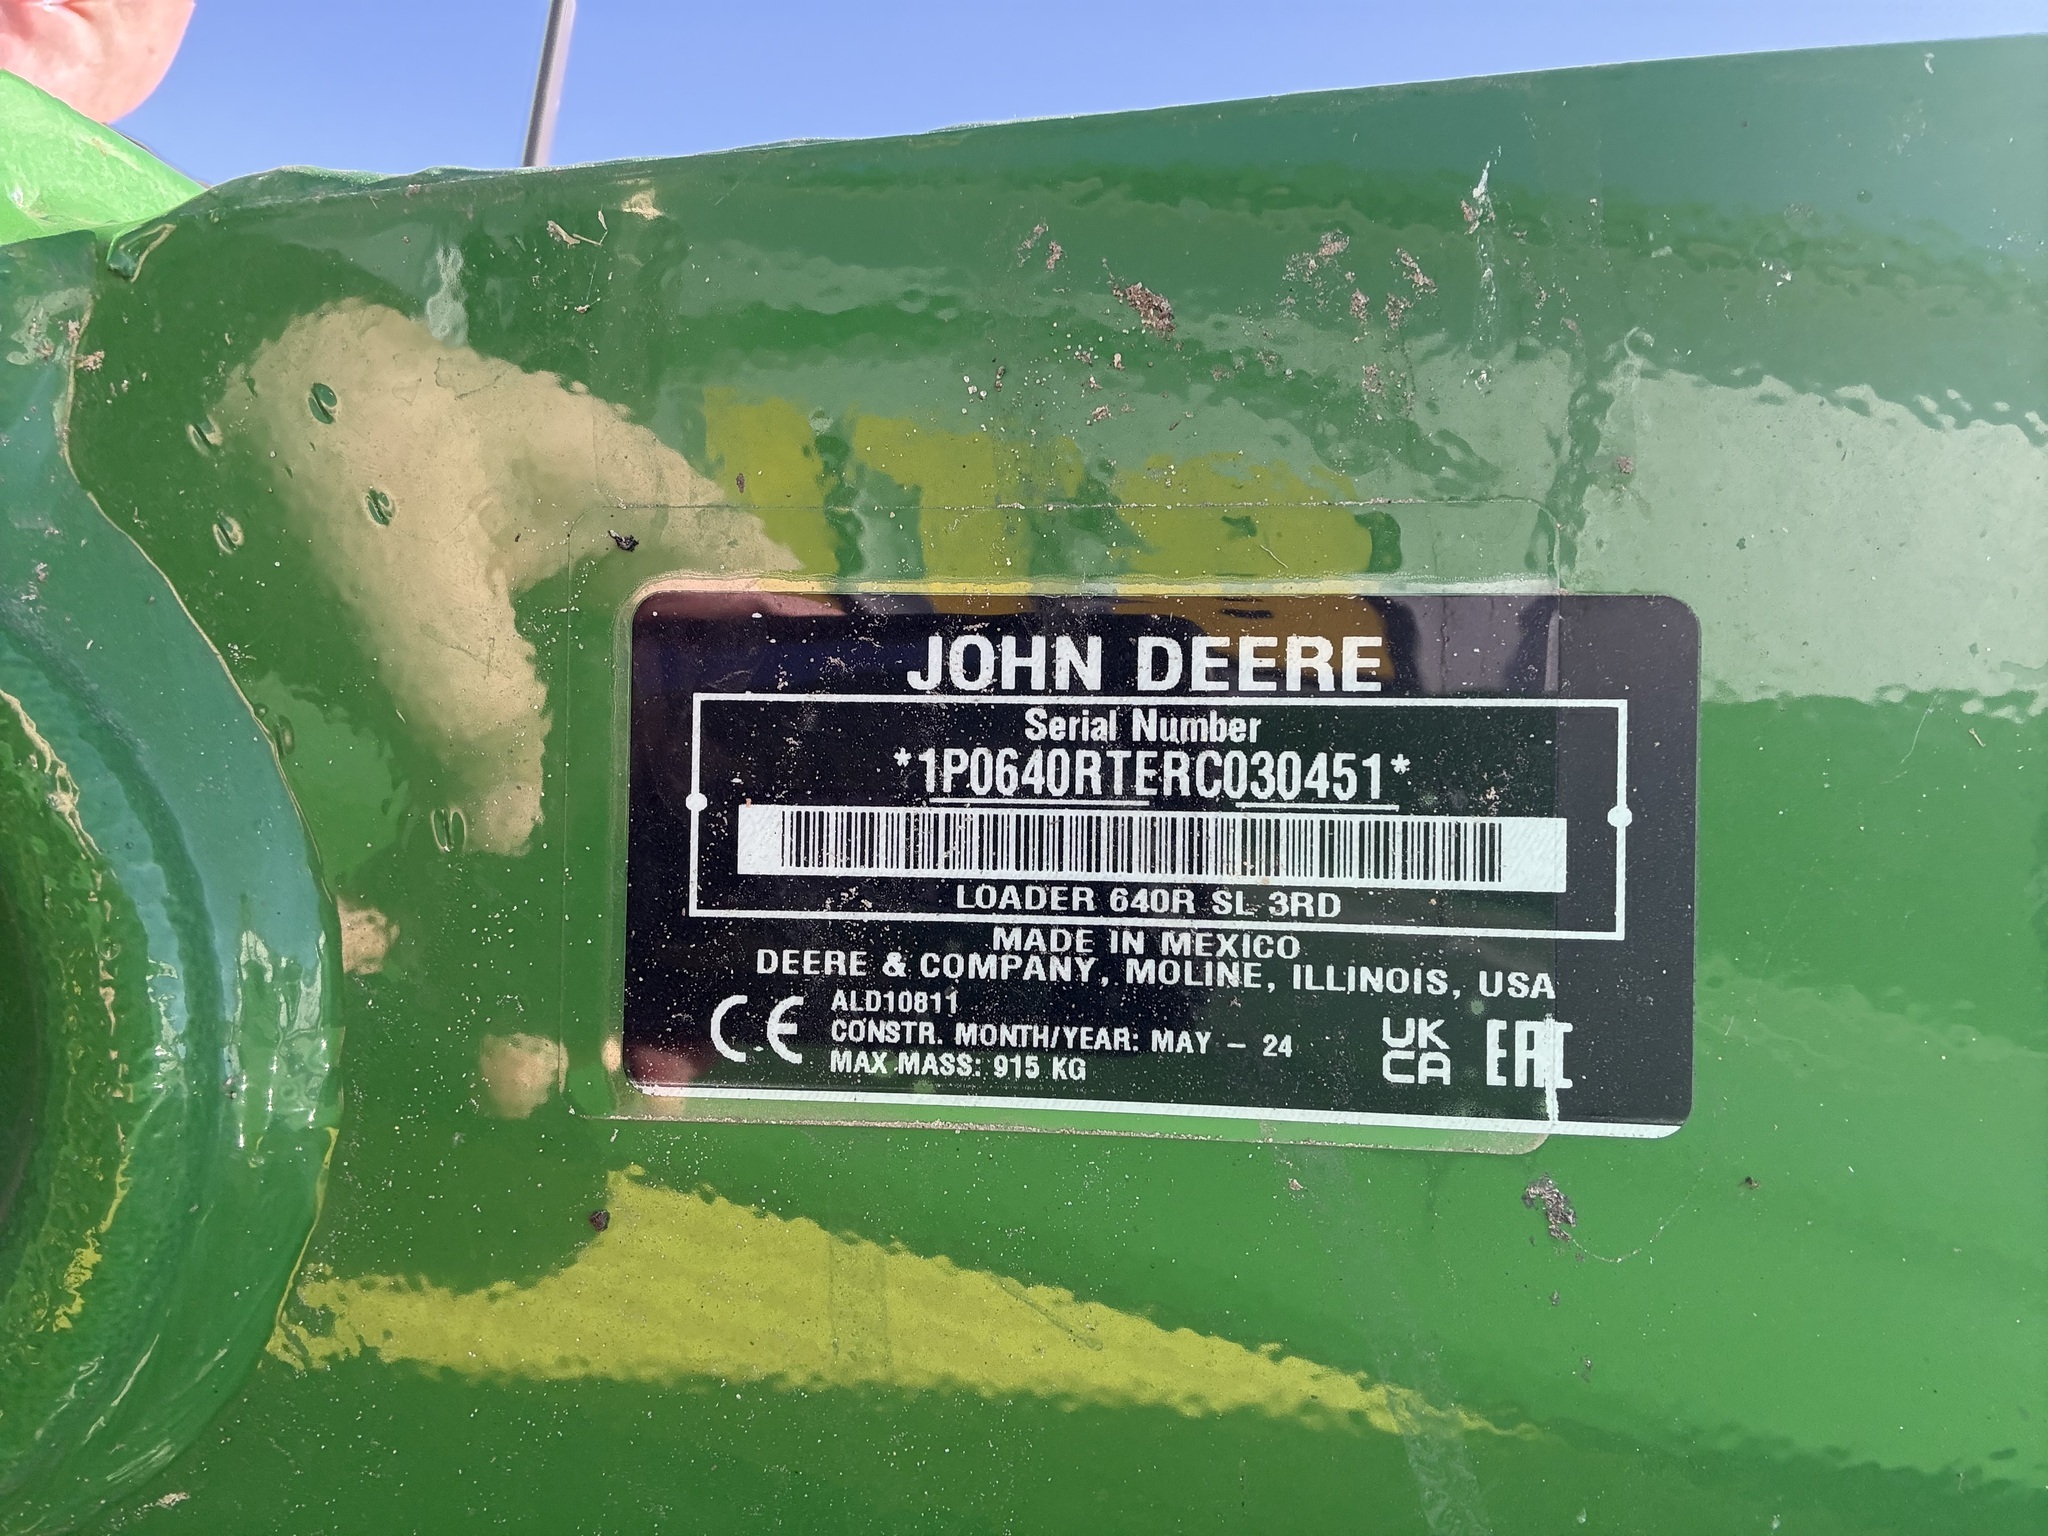 JOHN DEERE
Serial Number
*1P0640RTERC030451*
LOADER 640R SL 3RD
MADE IN MEXICO
DEERE & COMPANY, MOLINE, ILLINOIS, USA
CE
ALD10811
CONSTR. MONTH/YEAR: MAY - 24
MAX MASS: 915 KG
UK
CA
EAC